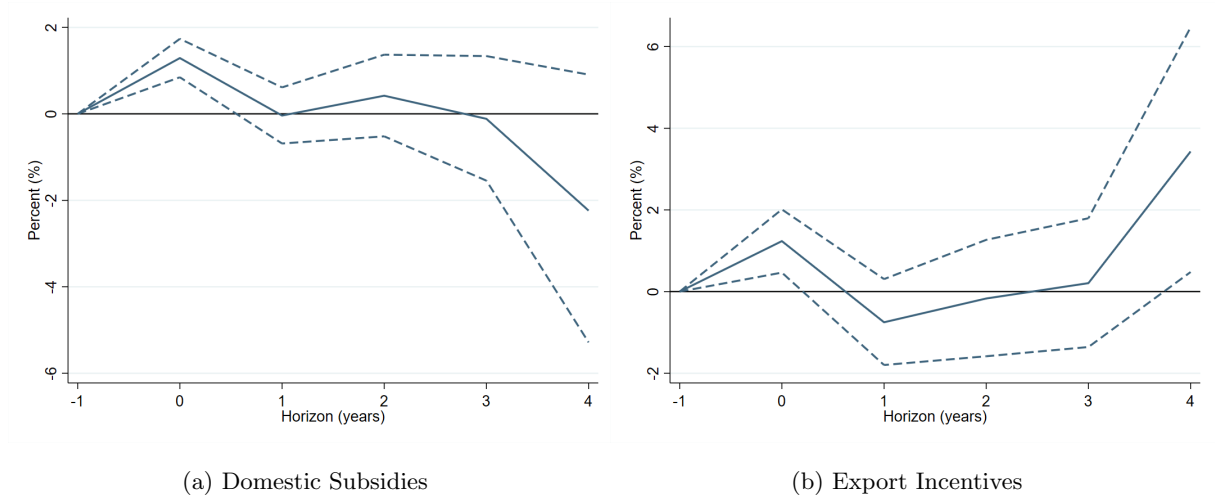 2
0
-2
-4
-6
Percent (%)
-1 0 1 2 3 4
Horizon (years)
(a) Domestic Subsidies
6
4
2
0
-2
Percent (%)
-1 0 1 2 3 4
Horizon (years)
(b) Export Incentives